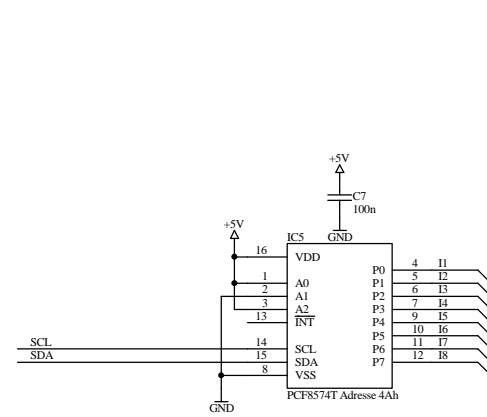 +5V
C7
100n
+5V
IC5
GND
16
VDD
P0
4
I1
1
A0
P1
5
I2
2
A1
P2
6
I3
3
A2
P3
7
I4
13
INT
P4
9
I5
P5
10
I6
SCL
14
SCL
P6
11
I7
SDA
15
SDA
P7
12
I8
8
VSS
PCF8574T Adresse 4Ah
GND